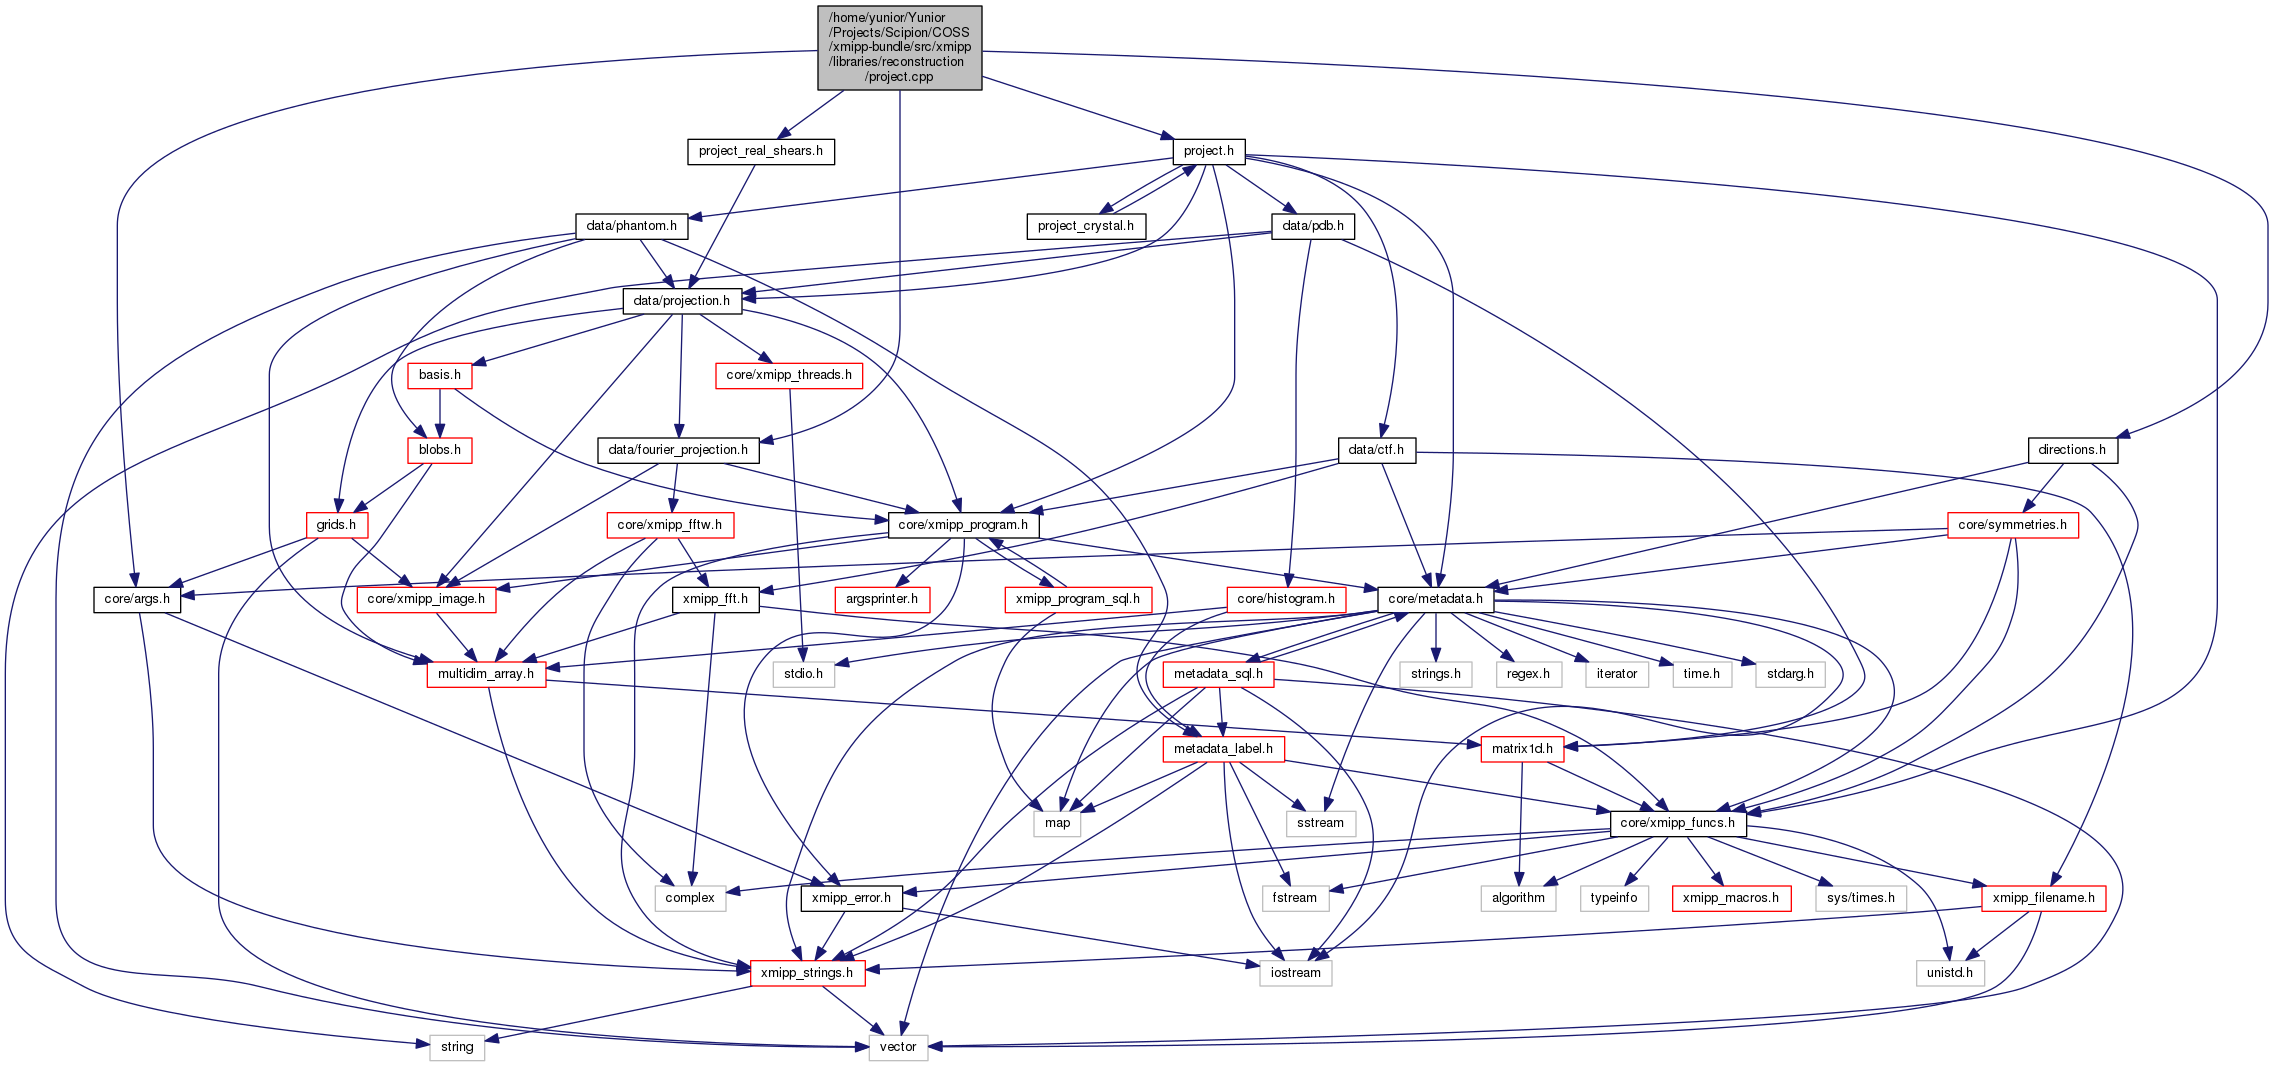 /home/yunior/Yunior
/Projects/Scipion/COSS
/xmipp-bundle/src/xmipp
/libraries/reconstruction
/project.cpp
project_real_shears.h
project.h
data/phantom.h
project_crystal.h
data/pdb.h
data/projection.h
basis.h
core/xmipp_threads.h
blobs.h
data/fourier_projection.h
data/ctf.h
directions.h
grids.h
core/xmipp_fftw.h
core/xmipp_program.h
core/symmetries.h
core/args.h
core/xmipp_image.h
xmipp_fft.h
argsprinter.h
xmipp_program_sql.h
core/histogram.h
core/metadata.h
multidim_array.h
stdio.h
metadata_sql.h
strings.h
regex.h
iterator
time.h
stdarg.h
metadata_label.h
matrix1d.h
map
sstream
core/xmipp_funcs.h
complex
xmipp_error.h
fstream
algorithm
typeinfo
xmipp_macros.h
sys/times.h
xmipp_filename.h
xmipp_strings.h
iostream
unistd.h
string
vector